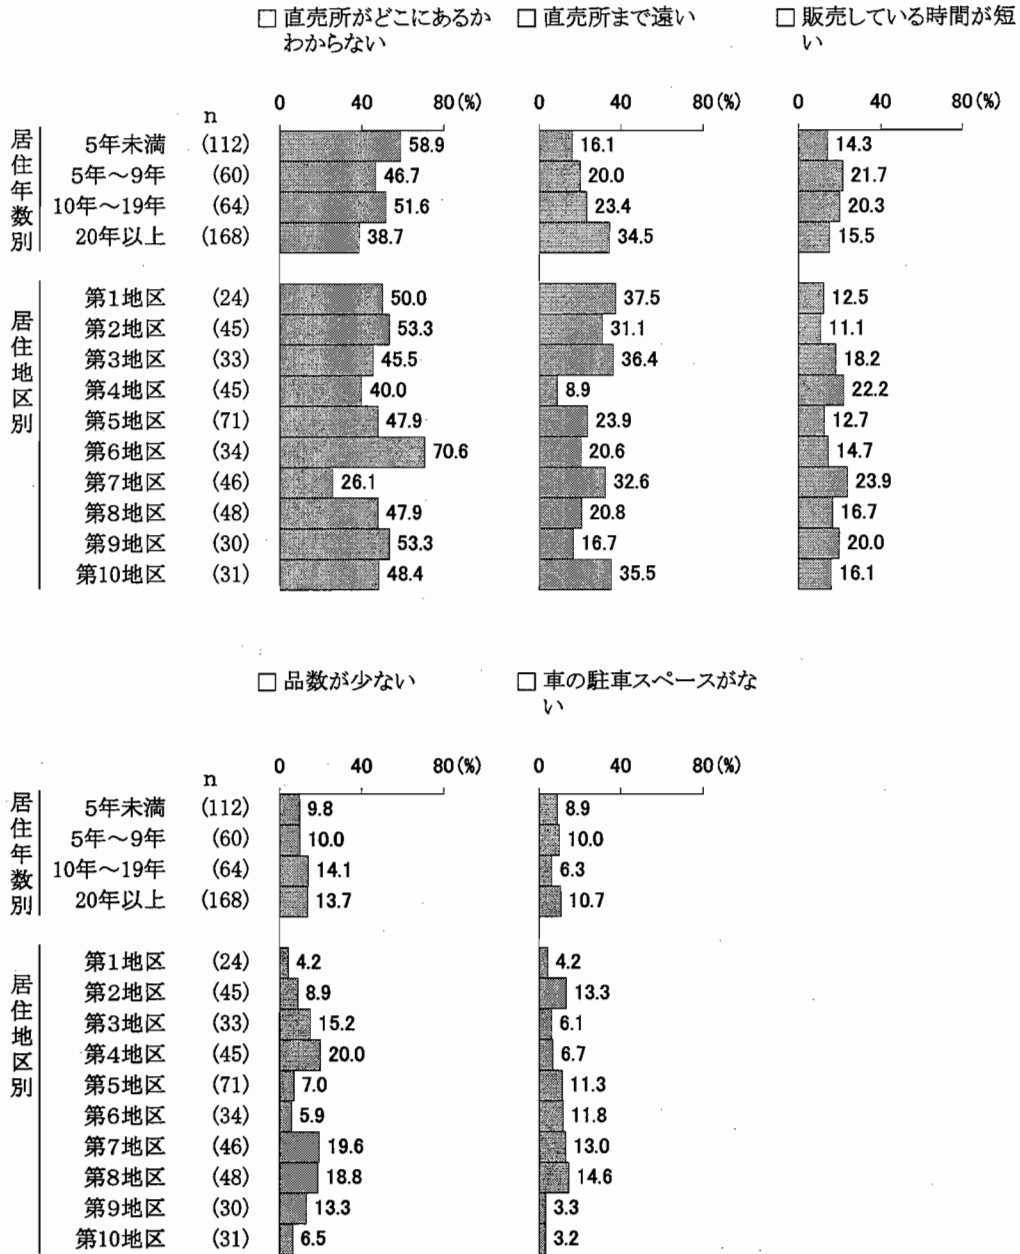 □ 直売所がどこにあるか □ 直売所まで遠い □ 販売している時間が短
わからない い
0 40 80(%) 0 40 80(%) 0 40 80(%)
n
居住年数別
5年未満 (112) 58.9 16.1 14.3
5年～9年 (60) 46.7 20.0 21.7
10年～19年 (64) 51.6 23.4 20.3
20年以上 (168) 38.7 34.5 15.5
居住地区別
第1地区 (24) 50.0 37.5 12.5
第2地区 (45) 53.3 31.1 11.1
第3地区 (33) 45.5 36.4 18.2
第4地区 (45) 40.0 8.9 22.2
第5地区 (71) 47.9 23.9 12.7
第6地区 (34) 70.6 20.6 14.7
第7地区 (46) 26.1 32.6 23.9
第8地区 (48) 47.9 20.8 16.7
第9地区 (30) 53.3 16.7 20.0
第10地区 (31) 48.4 35.5 16.1
□ 品数が少ない □ 車の駐車スペースがな
い
0 40 80(%) 0 40 80(%)
n
居住年数別
5年未満 (112) 9.8 8.9
5年～9年 (60) 10.0 10.0
10年～19年 (64) 14.1 6.3
20年以上 (168) 13.7 10.7
居住地区別
第1地区 (24) 4.2 4.2
第2地区 (45) 8.9 13.3
第3地区 (33) 15.2 6.1
第4地区 (45) 20.0 6.7
第5地区 (71) 7.0 11.3
第6地区 (34) 5.9 11.8
第7地区 (46) 19.6 13.0
第8地区 (48) 18.8 14.6
第9地区 (30) 13.3 3.3
第10地区 (31) 6.5 3.2